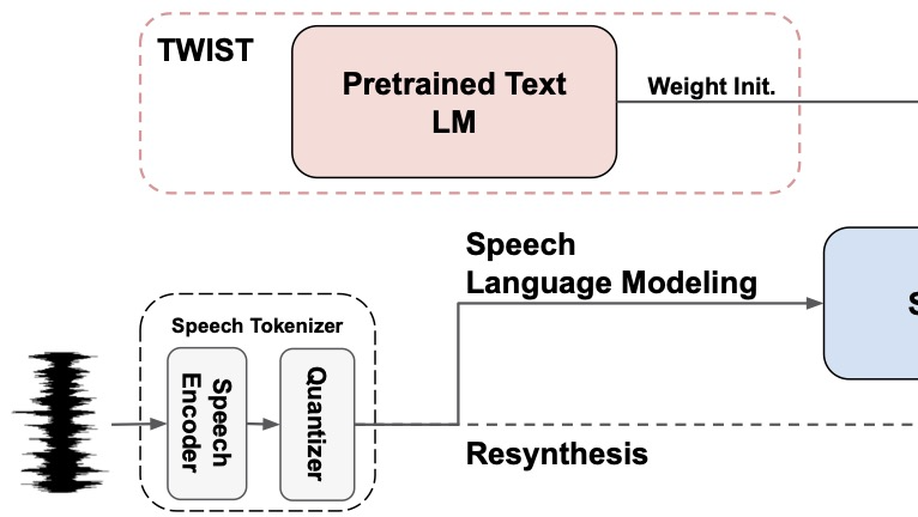 TWIST
Pretrained Text
LM
Weight Init.
Speech
Language Modeling
Speech Tokenizer
Speech
Encoder
Quantizer
S
Resynthesis